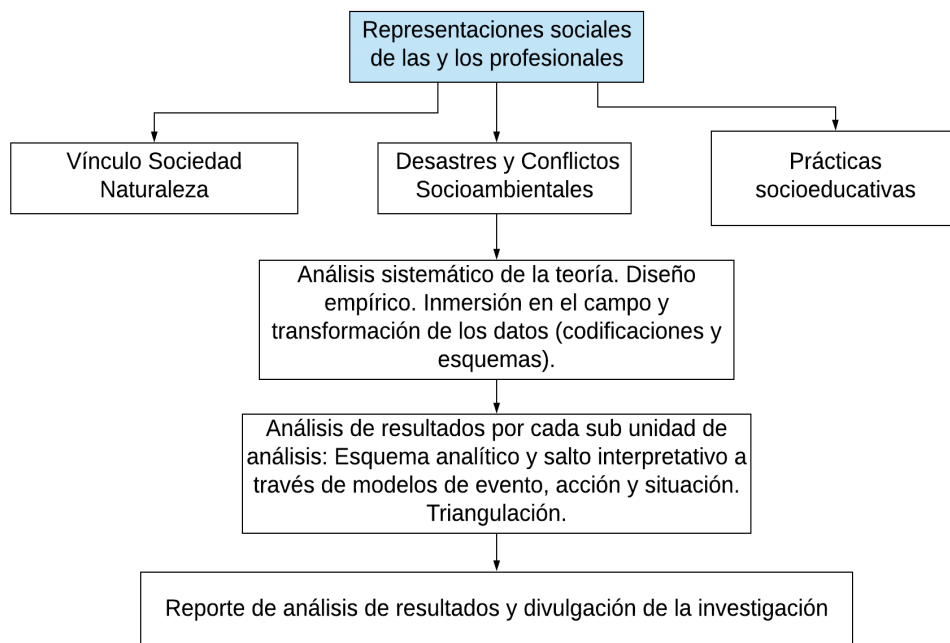 Representaciones sociales
de las y los profesionales
Vínculo Sociedad
Naturaleza
Desastres y Conflictos
Socioambientales
Prácticas
socioeducativas
Análisis sistemático de la teoría. Diseño
empírico. Inmersión en el campo y
transformación de los datos (codificaciones y
esquemas).
Análisis de resultados por cada sub unidad de
análisis: Esquema analítico y salto interpretativo a
través de modelos de evento, acción y situación.
Triangulación.
Reporte de análisis de resultados y divulgación de la investigación